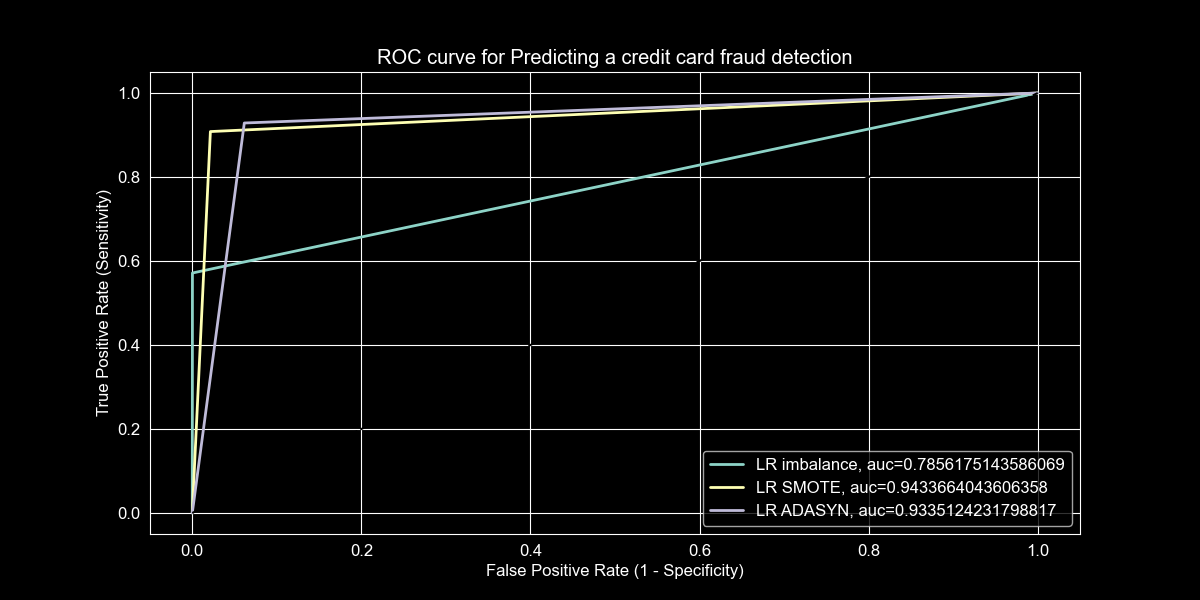 ROC curve for Predicting a credit card fraud detection
1.0
0.8
0.6
0.4
0.2
0.0
True Positive Rate (Sensitivity)
LR imbalance, auc=0.7856175143586069
LR SMOTE, auc=0.9433664043606358
LR ADASYN, auc=0.9335124231798817
0.0 0.2 0.4 0.6 0.8 1.0
False Positive Rate (1 - Specificity)